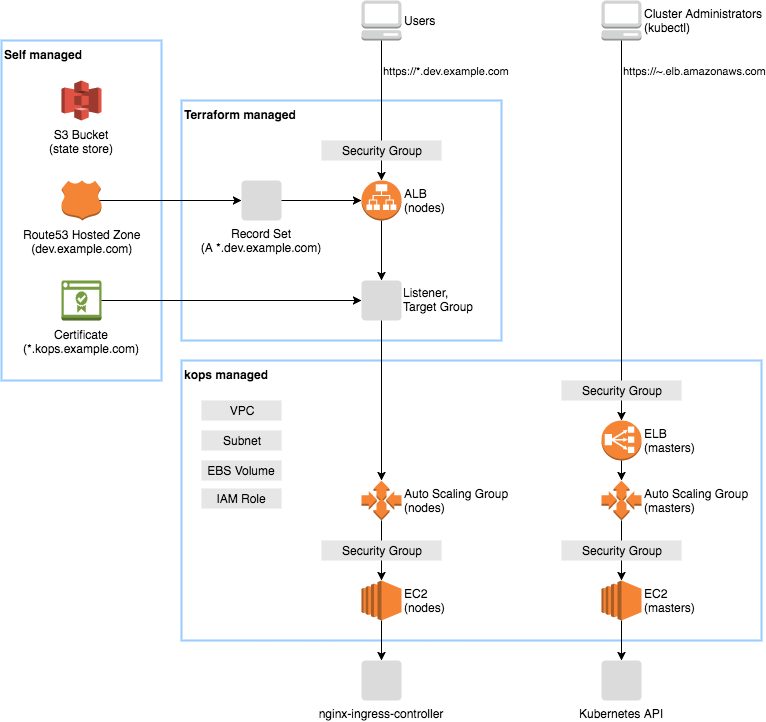 Users
Cluster Administrators
(kubectl)
https://*.dev.example.com
https://~.elb.amazonaws.com
Self managed
S3 Bucket
(state store)
Route53 Hosted Zone
(dev.example.com)
Certificate
(*.kops.example.com)
Terraform managed
Security Group
ALB
(nodes)
Record Set
(A *.dev.example.com)
Listener,
Target Group
kops managed
VPC
Subnet
EBS Volume
IAM Role
Security Group
ELB
(masters)
Auto Scaling Group
(nodes)
Auto Scaling Group
(masters)
Security Group
Security Group
EC2
(nodes)
EC2
(masters)
nginx-ingress-controller
Kubernetes API